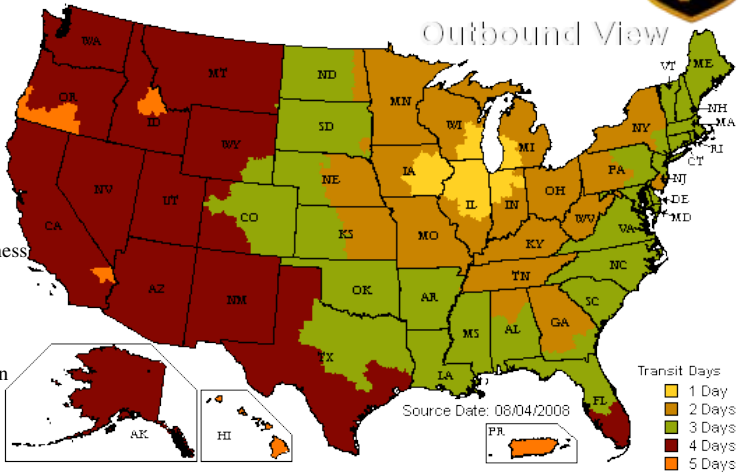 Outbound View
WA
MT
ND
MN
VT
ME
OR
ID
SD
WI
MI
NY
NH
MA
WY
RI
CT
NV
UT
CO
NE
IA
IL
IN
OH
PA
NJ
DE
MD
CA
KS
MO
WV
VA
KY
ness
AZ
NM
OK
AR
TN
NC
SC
TX
LA
MS
AL
GA
FL
n
AK
HI
PR
Source Date: 08/04/2008
Transit Days
1 Day
2 Days
3 Days
4 Days
5 Days